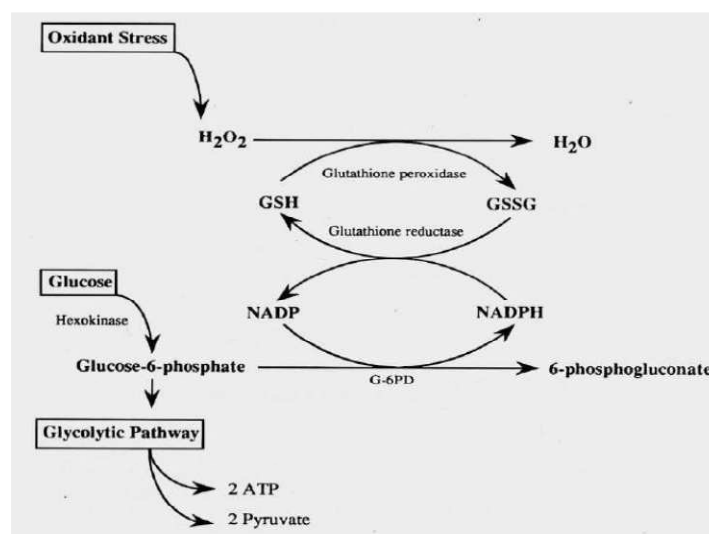 Oxidant Stress
H2O2
H2O
Glutathione peroxidase
GSH
GSSG
Glutathione reductase
Glucose
NADP
NADPH
Hexokinase
Glucose-6-phosphate
6-phosphogluconate
G-6PD
Glycolytic Pathway
2 ATP
2 Pyruvate